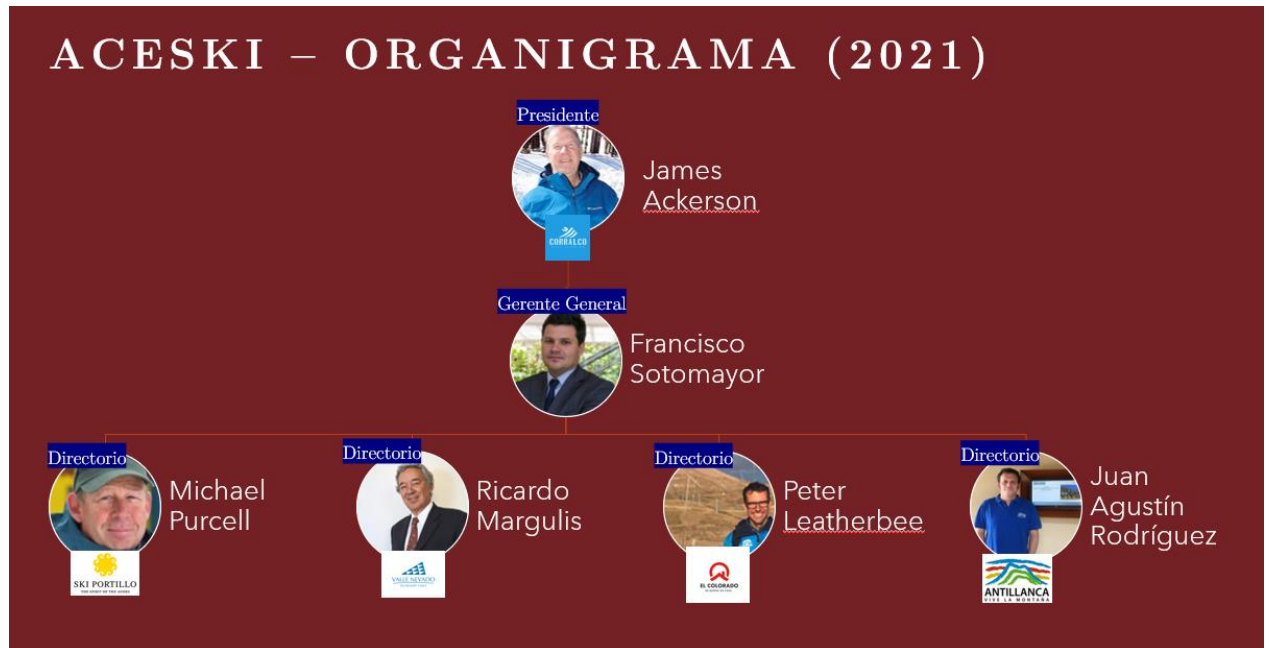 ACESKI – ORGANIGRAMA (2021)
Presidente
James
Ackerson
CORRALCO
Gerente General
Francisco
Sotomayor
Directorio
Michael
Purcell
SKI PORTILLO
Directorio
Ricardo
Margulis
VALLE NEVADO
Directorio
Peter
Leatherbee
EL COLORADO
Directorio
Juan
Agustín
Rodríguez
ANTILLANCA
VIVE LA MONTAÑA